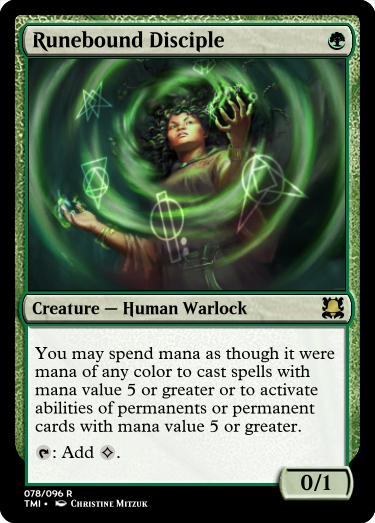 Runebound Disciple
Creature — Human Warlock
You may spend mana as though it were
mana of any color to cast spells with
mana value 5 or greater or to activate
abilities of permanents or permanent
cards with mana value 5 or greater.
: Add .
0/1
078/096 R
TMI • Christine Mitzuk